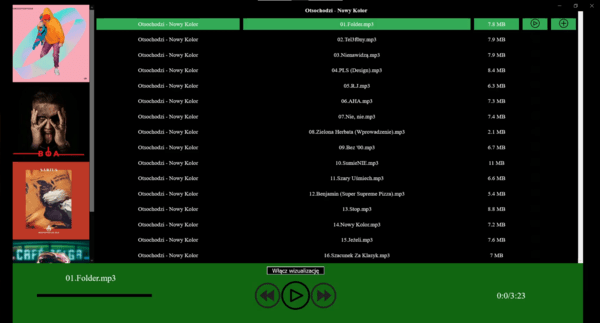 Otsochodzi - Nowy Kolor
Otsochodzi - Nowy Kolor 01.Folder.mp3 7.8 MB
Otsochodzi - Nowy Kolor 02.Tel3f0ny.mp3 7.9 MB
Otsochodzi - Nowy Kolor 03.Nienawidzą.mp3 7.9 MB
Otsochodzi - Nowy Kolor 04.PLS (Design).mp3 8.4 MB
Otsochodzi - Nowy Kolor 05.R.I.mp3 6.3 MB
Otsochodzi - Nowy Kolor 06.AHA.mp3 7.3 MB
Otsochodzi - Nowy Kolor 07.Nie, nie.mp3 7.4 MB
Otsochodzi - Nowy Kolor 08.Zielona Herbata (Wprowadzenie).mp3 2.1 MB
Otsochodzi - Nowy Kolor 09.Bez '00.mp3 6.7 MB
Otsochodzi - Nowy Kolor 10.SumieNIE.mp3 11 MB
Otsochodzi - Nowy Kolor 11.Szary Uśmiech.mp3 6.6 MB
Otsochodzi - Nowy Kolor 12.Benjamin (Super Supreme Pizza).mp3 5.4 MB
Otsochodzi - Nowy Kolor 13.Stop.mp3 8.8 MB
Otsochodzi - Nowy Kolor 14.Nowy Kolor.mp3 7.2 MB
Otsochodzi - Nowy Kolor 15.Jeżeli.mp3 7.6 MB
Otsochodzi - Nowy Kolor 16.Szacunek Za Klasyk.mp3 7 MB
BOA
CAFÉ BELGA
Włącz wizualizację
01.Folder.mp3
0:0/3:23